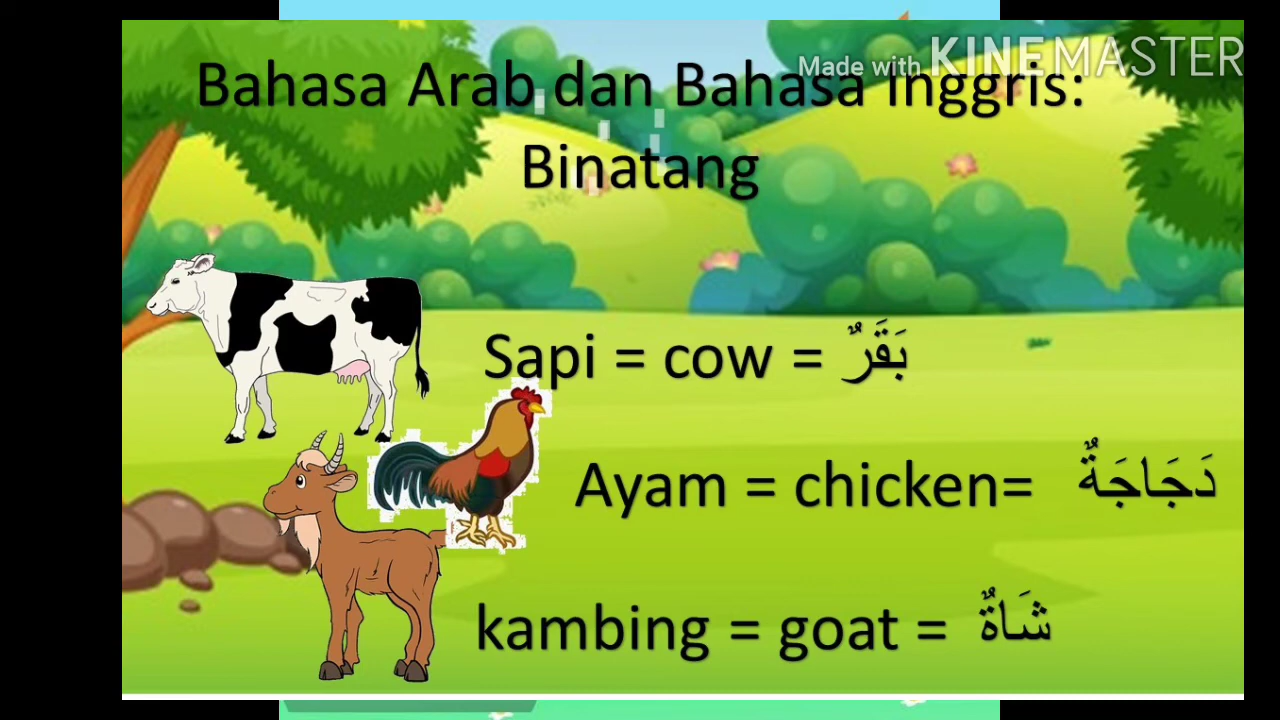 Made with KINEMASTER
Bahasa Arab dan Bahasa Inggris:
Binatang
Sapi = cow = بَقَرٌ
Ayam = chicken= دَجَاجَةٌ
kambing = goat = شَاةٌ